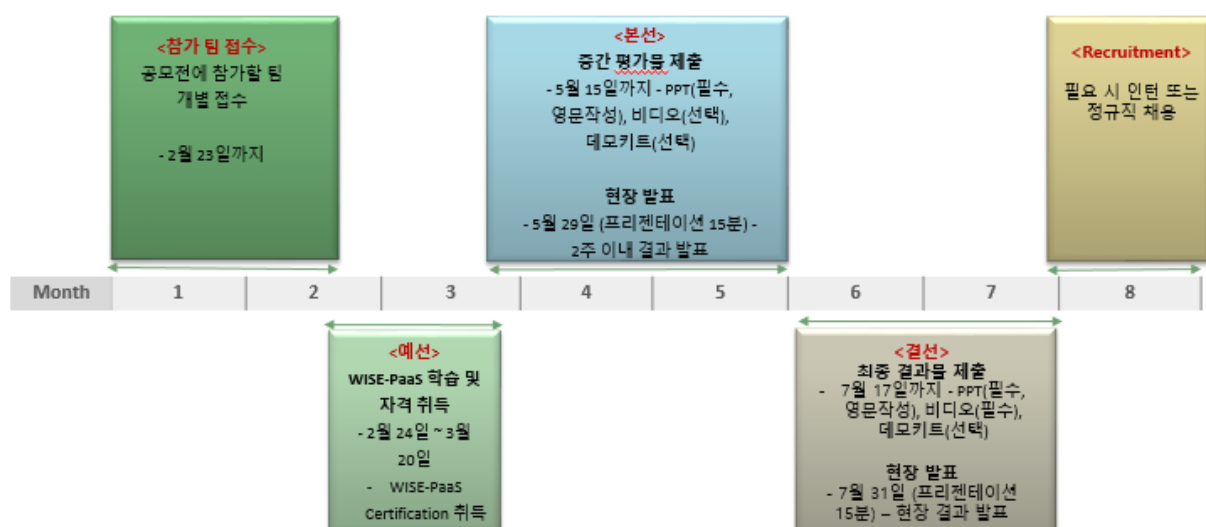 <참가 팀 접수>
공모전에 참가할 팀
개별 접수
- 2월 23일까지
<본선>
중간 평가물 제출
- 5월 15일까지 - PPT(필수,
영문작성), 비디오(선택),
데모키트(선택)
현장 발표
- 5월 29일 (프리젠테이션 15분) -
2주 이내 결과 발표
<Recruitment>
필요 시 인턴 또는
정규직 채용
Month 1 2 3 4 5 6 7 8
<예선>
WISE-PaaS 학습 및
자격 취득
- 2월 24일 ~ 3월
20일
- WISE-PaaS
Certification 취득
<결선>
최종 결과물 제출
- 7월 17일까지 - PPT(필수,
영문작성), 비디오(필수),
데모키트(선택)
현장 발표
- 7월 31일 (프리젠테이션
15분) – 현장 결과 발표